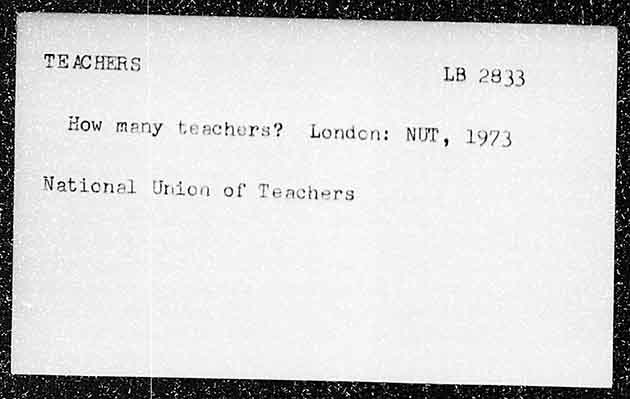 TEACHERS
LB 2833
How many teachers? London: NUT, 1973
National Union of Teachers